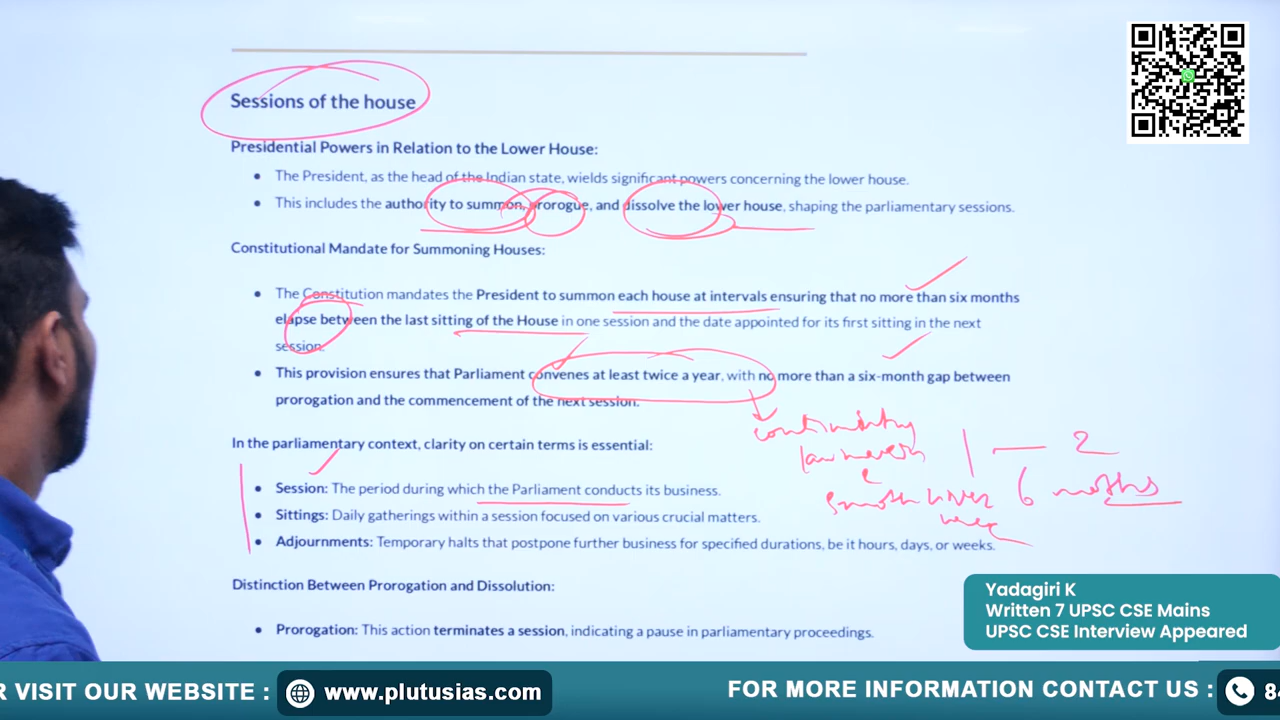 Sessions of the house
Presidential Powers in Relation to the Lower House:
• The President, as the head of the Indian state, wields significant powers concerning the lower house.
• This includes the authority to summon, prorogue, and dissolve the lower house, shaping the parliamentary sessions.
Constitutional Mandate for Summoning Houses:
• The Constitution mandates the President to summon each house at intervals ensuring that no more than six months
elapse between the last sitting of the House in one session and the date appointed for its first sitting in the next
session.
• This provision ensures that Parliament convenes at least twice a year, with no more than a six-month gap between
prorogation and the commencement of the next session.
continuity
1 — 2
6 months
In the parliamentary context, clarity on certain terms is essential:
• Session: The period during which the Parliament conducts its business.
• Sittings: Daily gatherings within a session focused on various crucial matters.
• Adjournments: Temporary halts that postpone further business for specified durations, be it hours, days, or weeks.
Distinction Between Prorogation and Dissolution:
• Prorogation: This action terminates a session, indicating a pause in parliamentary proceedings.
Yadagiri K
Written 7 UPSC CSE Mains
UPSC CSE Interview Appeared
R VISIT OUR WEBSITE : www.plutusias.com
FOR MORE INFORMATION CONTACT US : 84